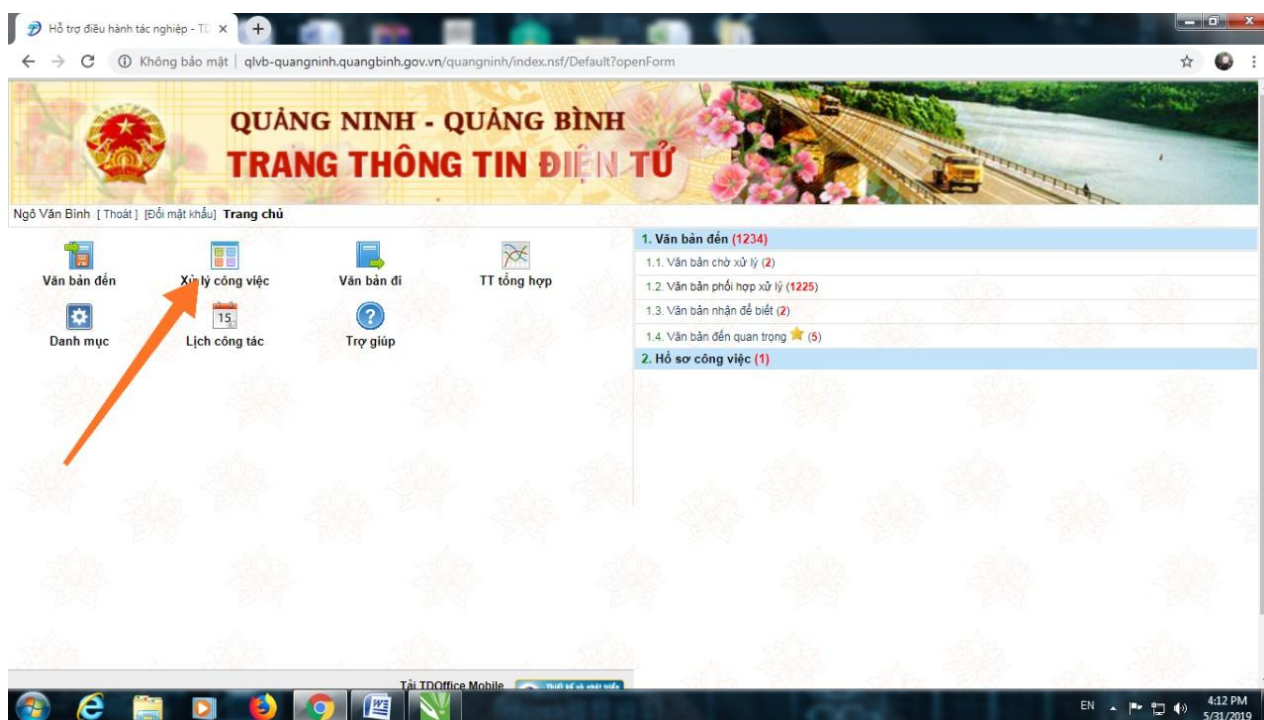 Hỗ trợ điều hành tác nghiệp - TD
Không bảo mật | qlvb-quangninh.quangbinh.gov.vn/quangninh/index.nsf/Default?openForm
QUẢNG NINH - QUẢNG BÌNH
TRANG THÔNG TIN ĐIỆN TỬ
Ngô Văn Bình [ Thoát ] [Đổi mật khẩu] Trang chủ
Văn bản đến
Xử lý công việc
Văn bản đi
TT tổng hợp
15
Danh mục
Lịch công tác
Trợ giúp
1. Văn bản đến (1234)
1.1. Văn bản chờ xử lý (2)
1.2. Văn bản phối hợp xử lý (1225)
1.3. Văn bản nhận để biết (2)
1.4. Văn bản đến quan trọng (5)
2. Hồ sơ công việc (1)
Tải TDOffice Mobile
EN
4:12 PM
5/31/2019